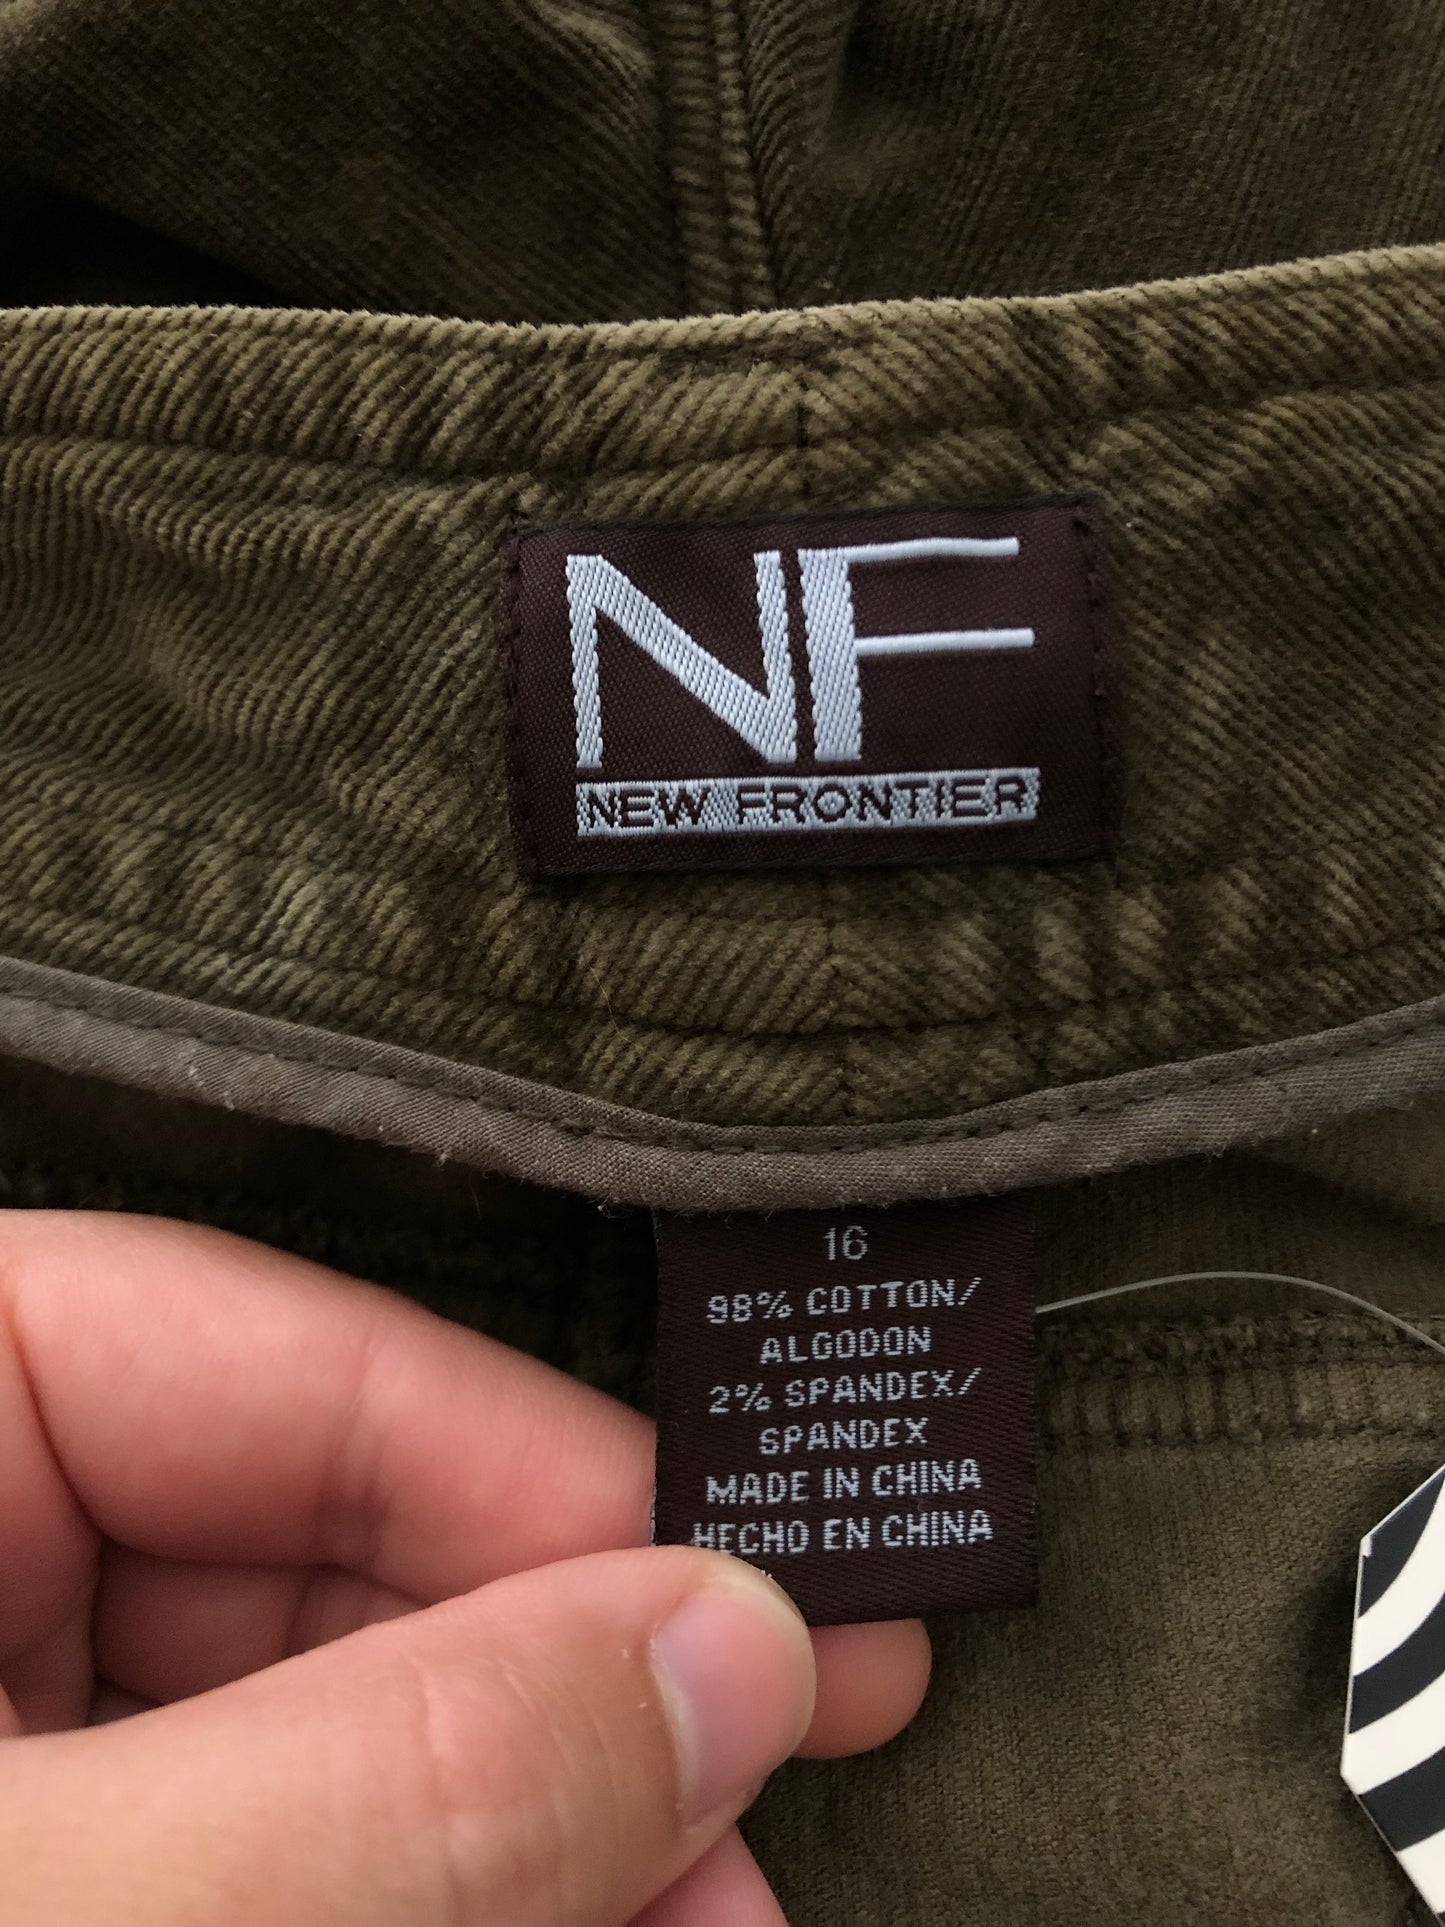 NF
NEW FRONTIER
16
98% COTTON/
ALGODON
2% SPANDEX/
SPANDEX
MADE IN CHINA
HECHO EN CHINA